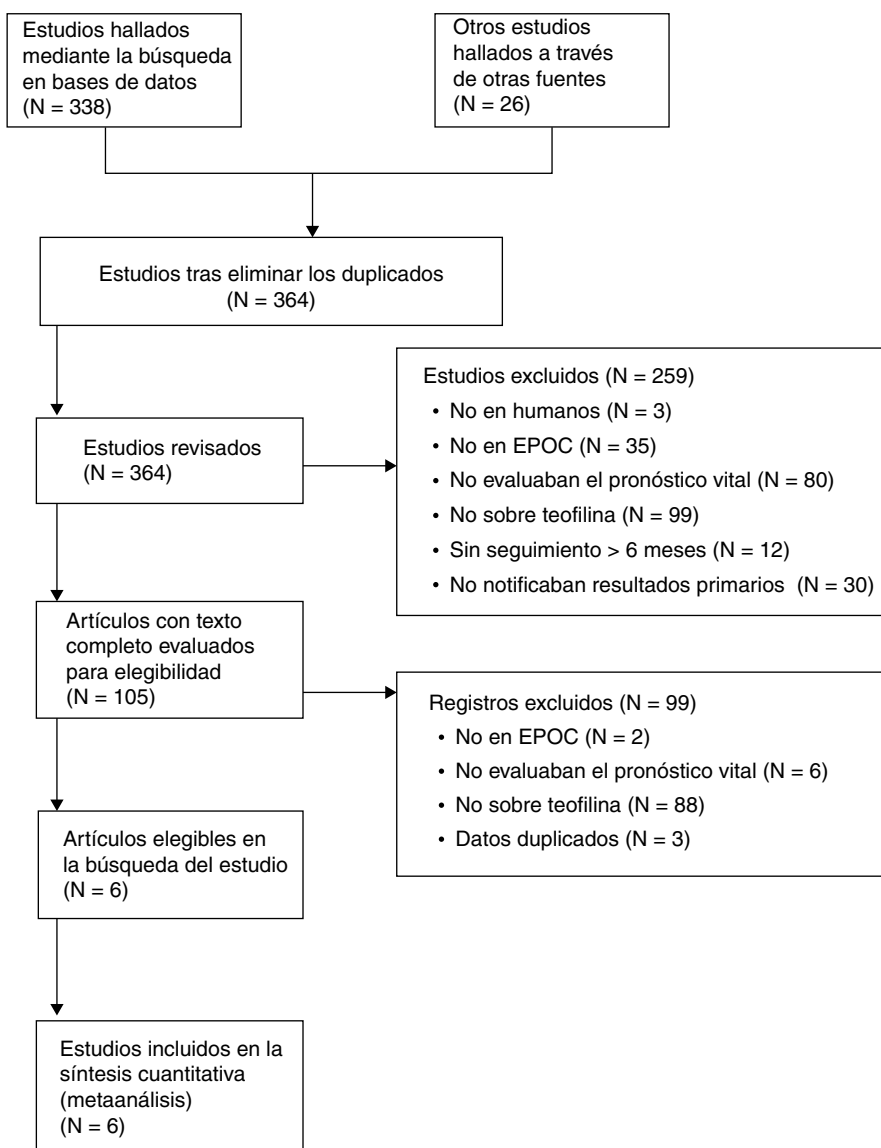 Estudios hallados
mediante la búsqueda
en bases de datos
(N = 338)
Otros estudios
hallados a través
de otras fuentes
(N = 26)
Estudios tras eliminar los duplicados
(N = 364)
Estudios revisados
(N = 364)
Estudios excluidos (N = 259)
• No en humanos (N = 3)
• No en EPOC (N = 35)
• No evaluaban el pronóstico vital (N = 80)
• No sobre teofilina (N = 99)
• Sin seguimiento > 6 meses (N = 12)
• No notificaban resultados primarios (N = 30)
Artículos con texto
completo evaluados
para elegibilidad
(N = 105)
Registros excluidos (N = 99)
• No en EPOC (N = 2)
• No evaluaban el pronóstico vital (N = 6)
• No sobre teofilina (N = 88)
• Datos duplicados (N = 3)
Artículos elegibles en
la búsqueda del estudio
(N = 6)
Estudios incluidos en la
síntesis cuantitativa
(metaanálisis)
(N = 6)